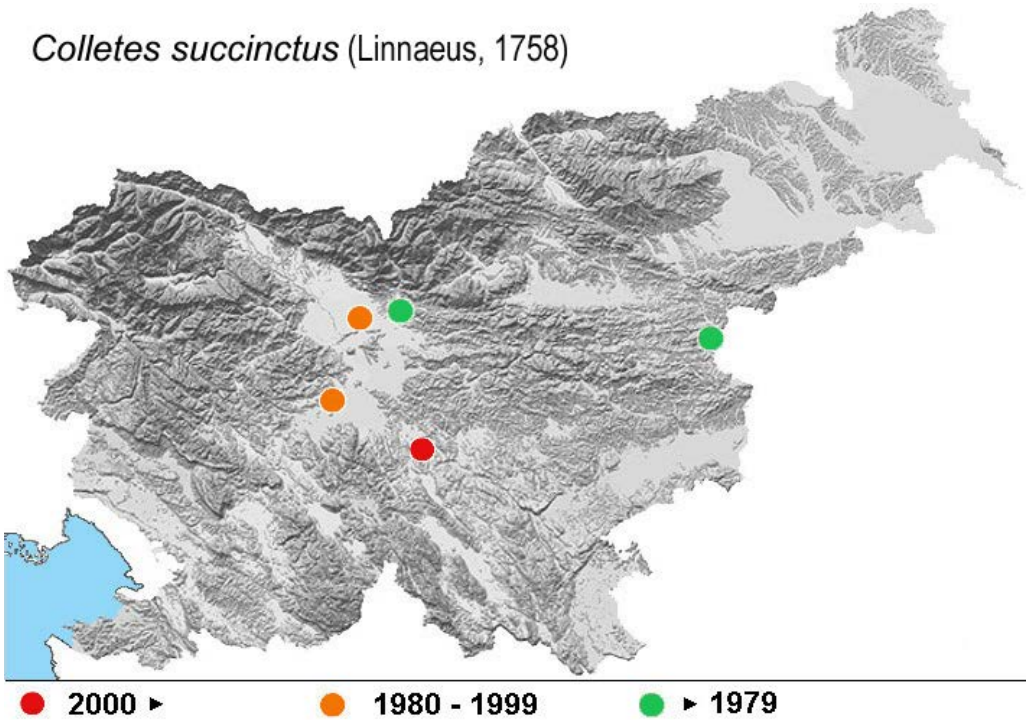 Colletes succinctus (Linnaeus, 1758)
2000 ► 1980 - 1999 ► 1979